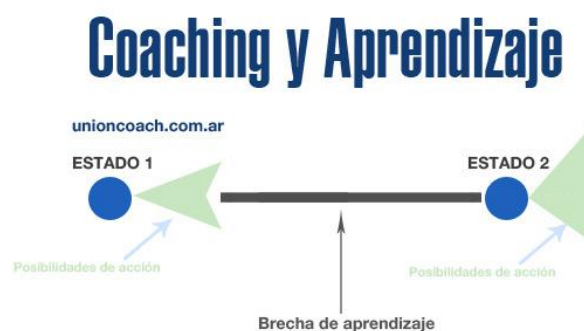 Coaching y Aprendizaje
unioncoach.com.ar
ESTADO 1
ESTADO 2
Posibilidades de acción
Posibilidades de acción
Brecha de aprendizaje